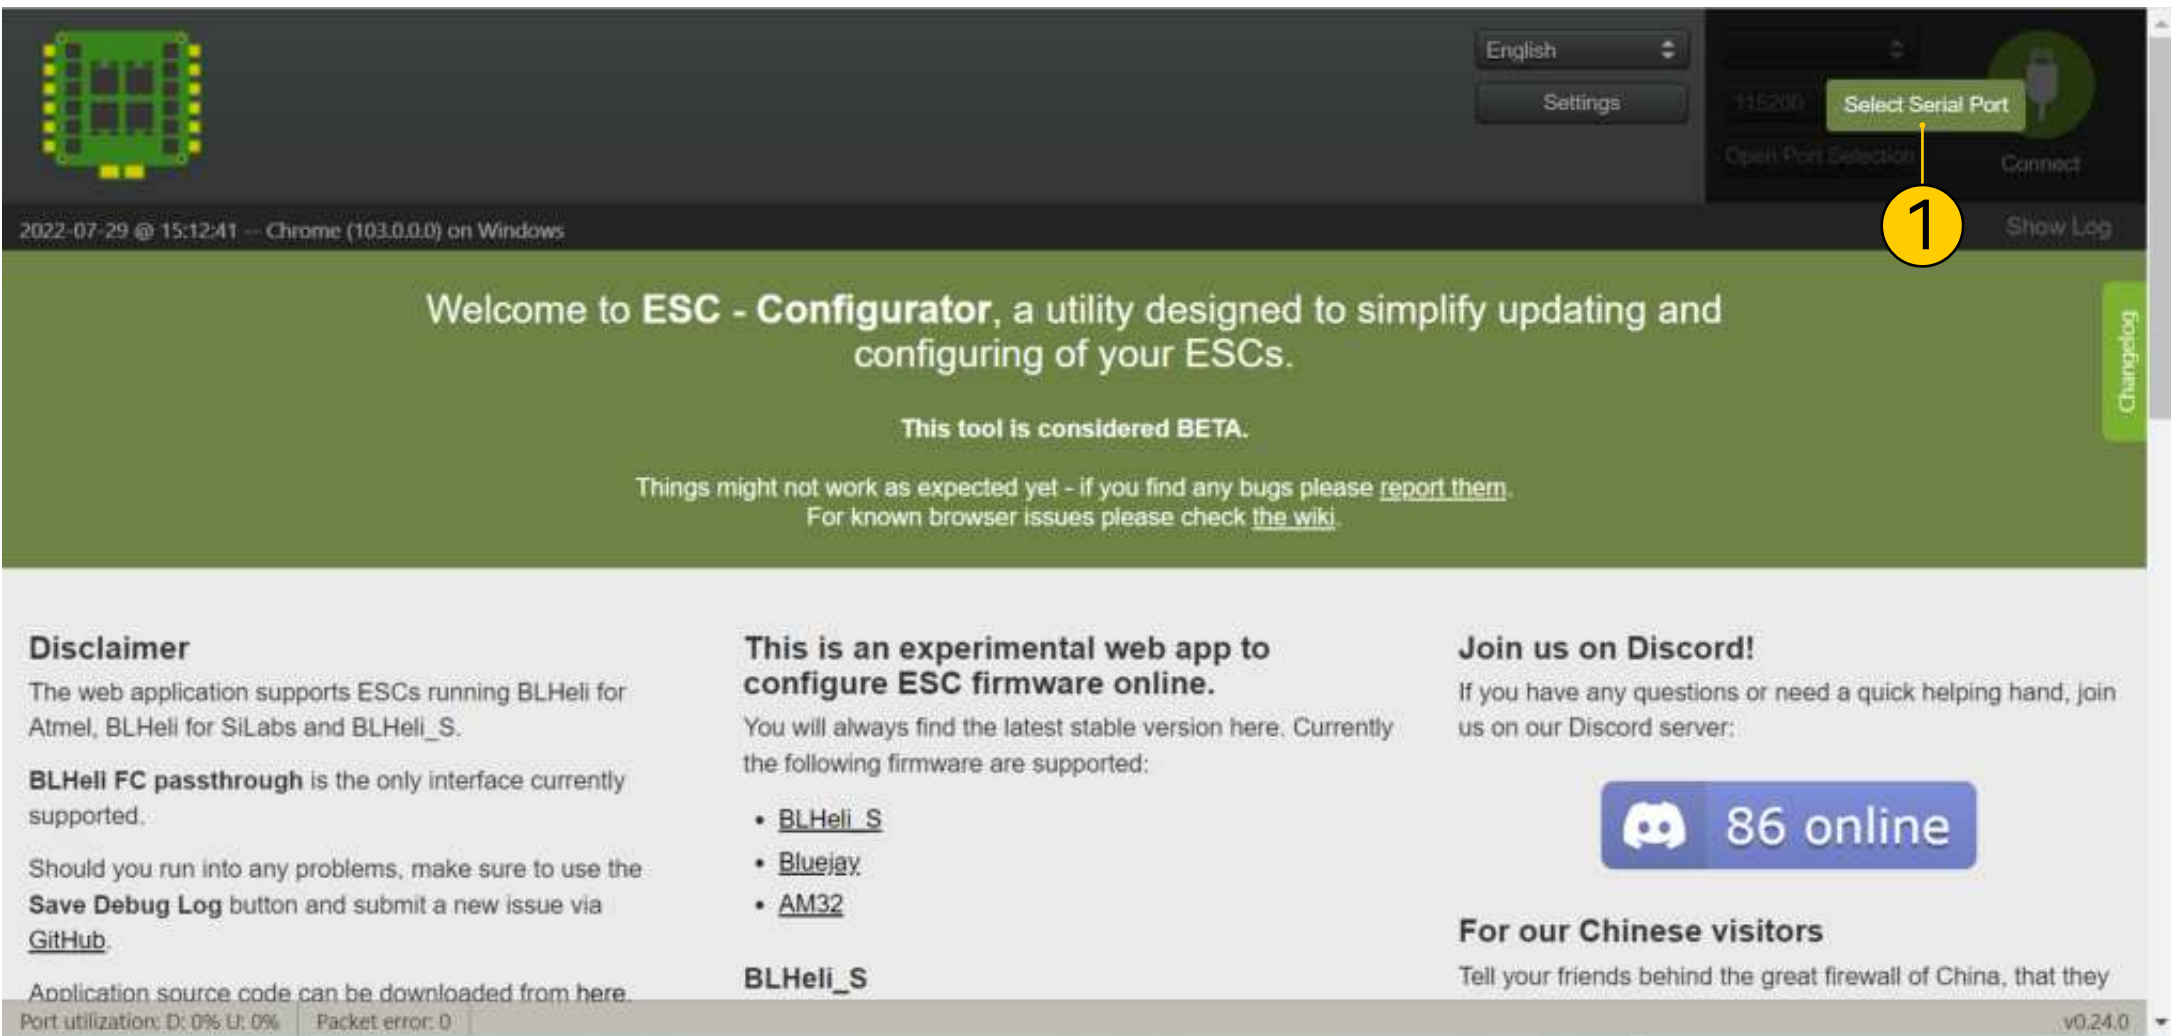 English
Settings
115200
Select Serial Port
Open Port Selection
Connect
1
2022-07-29 @ 15:12:41 -- Chrome (103.0.0.0) on Windows
Show Log
Welcome to ESC - Configurator, a utility designed to simplify updating and
configuring of your ESCs.
This tool is considered BETA.
Things might not work as expected yet - if you find any bugs please report them.
For known browser issues please check the wiki.
Changelog
Disclaimer
The web application supports ESCs running BLHeli for
Atmel, BLHeli for SiLabs and BLHeli_S.
BLHeli FC passthrough is the only interface currently
supported.
Should you run into any problems, make sure to use the
Save Debug Log button and submit a new issue via
GitHub.
Application source code can be downloaded from here.
This is an experimental web app to
configure ESC firmware online.
You will always find the latest stable version here. Currently
the following firmware are supported:
• BLHeli_S
• Bluejay
• AM32
BLHeli_S
Join us on Discord!
If you have any questions or need a quick helping hand, join
us on our Discord server:
86 online
For our Chinese visitors
Tell your friends behind the great firewall of China, that they
Port utilization: D: 0% U: 0%
Packet error: 0
v0.24.0